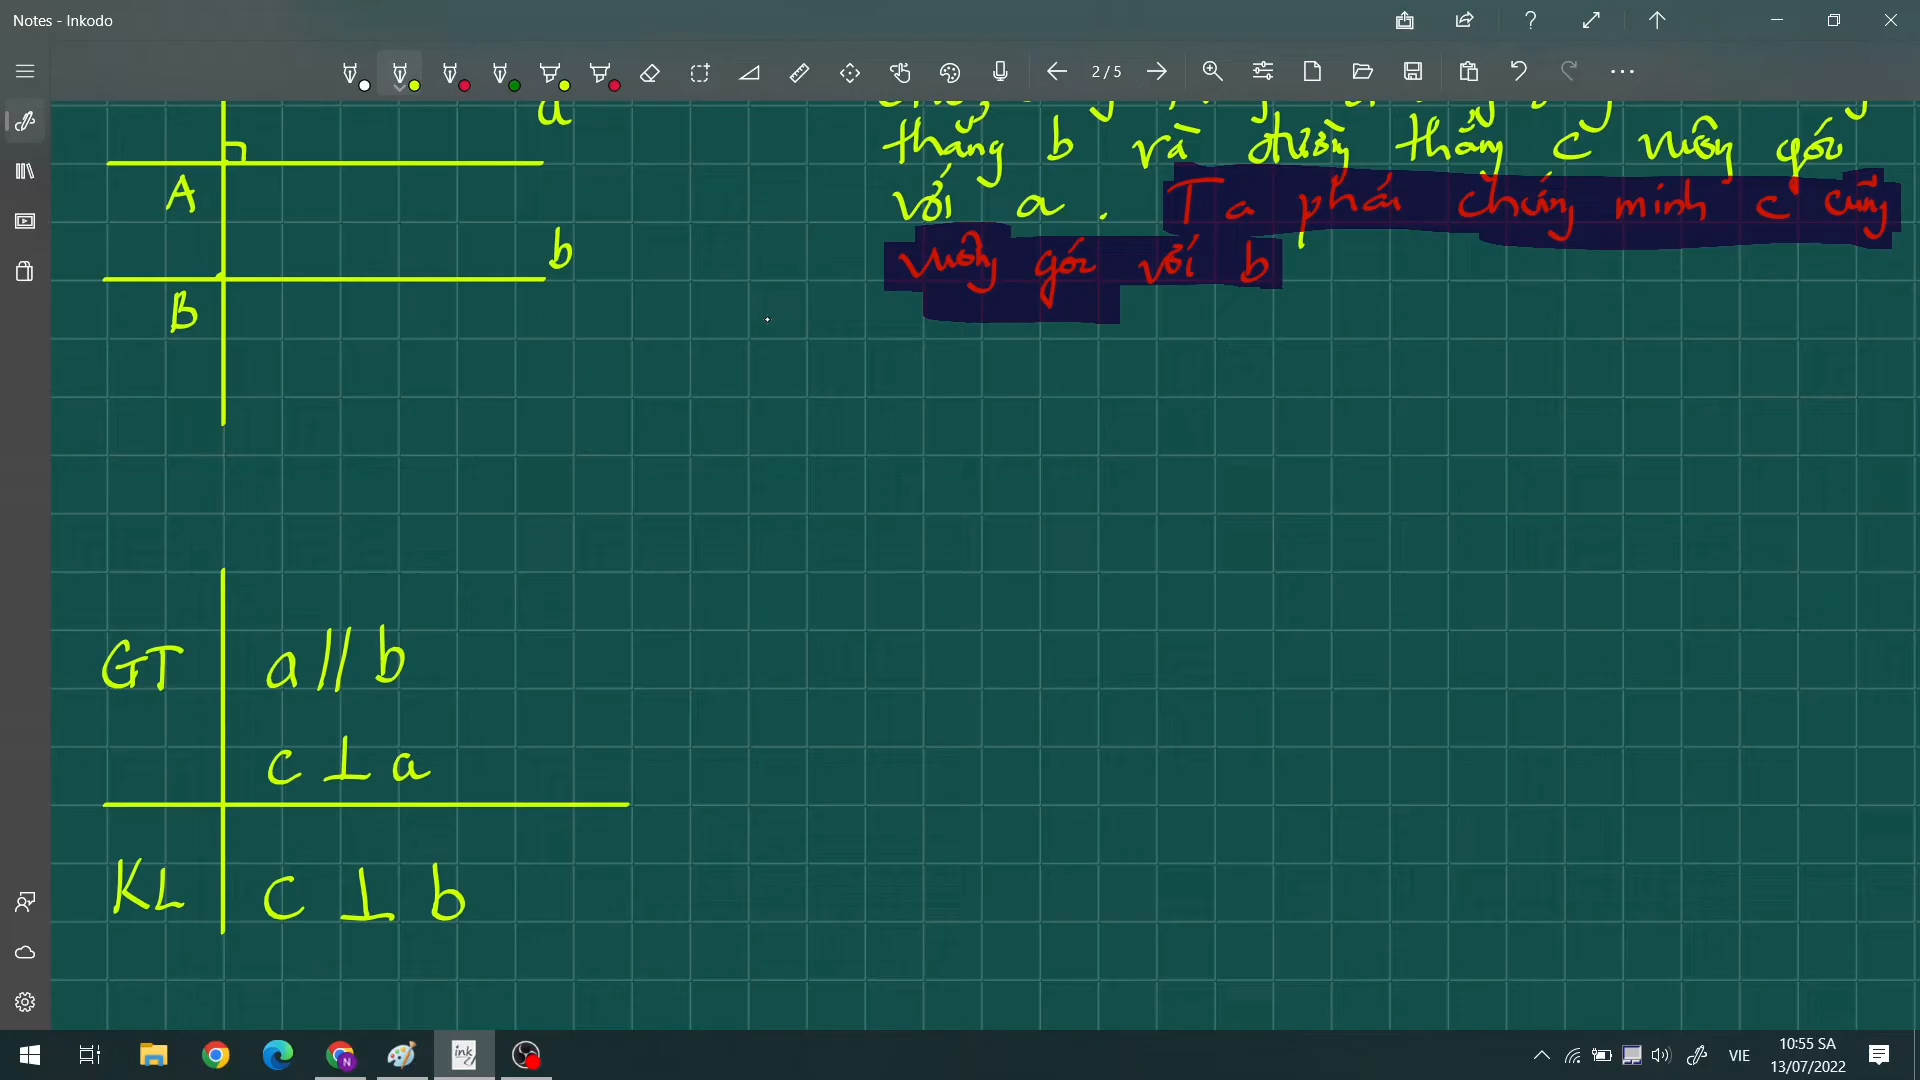 Notes - Inkodo
2 / 5
a
thẳng b và đường thẳng c vuông góc
A
với a . Ta phải chứng minh c cũng
b
vuông góc với b
B
GT a // b
c ⊥ a
KL c ⊥ b
ink
VIE
10:55 SA
13/07/2022